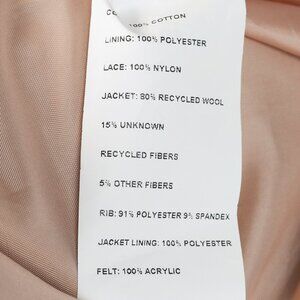 100% COTTON
LINING: 100% POLYESTER
LACE: 100% NYLON
JACKET: 80% RECYCLED WOOL
15% UNKNOWN
RECYCLED FIBERS
5% OTHER FIBERS
RIB: 91% POLYESTER 9% SPANDEX
JACKET LINING: 100% POLYESTER
FELT: 100% ACRYLIC